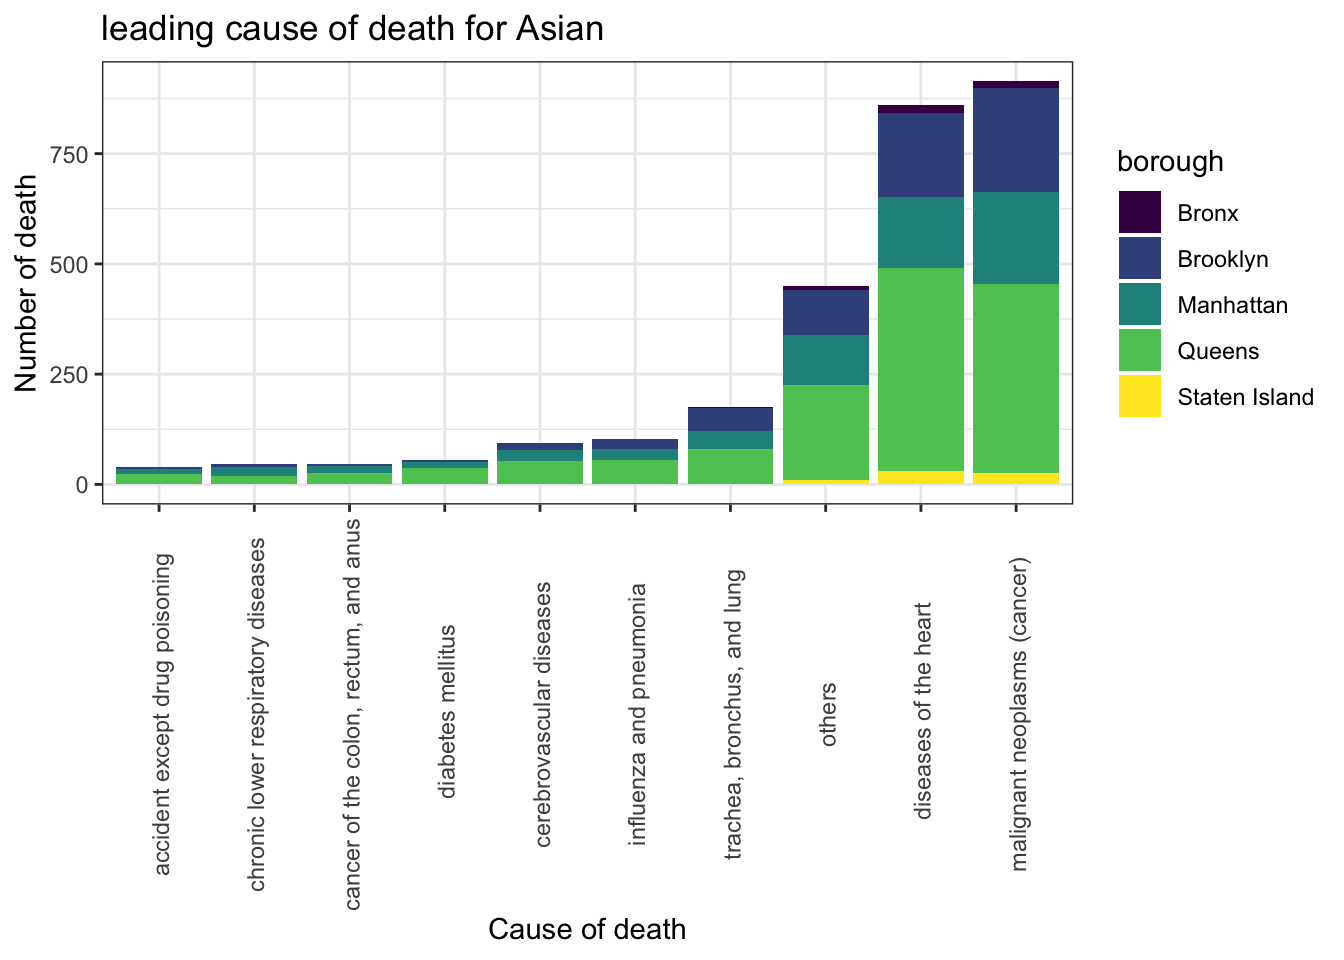 leading cause of death for Asian
Number of death
750
500
250
0
borough
Bronx
Brooklyn
Manhattan
Queens
Staten Island
accident except drug poisoning
chronic lower respiratory diseases
cancer of the colon, rectum, and anus
diabetes mellitus
cerebrovascular diseases
influenza and pneumonia
trachea, bronchus, and lung
others
diseases of the heart
malignant neoplasms (cancer)
Cause of death